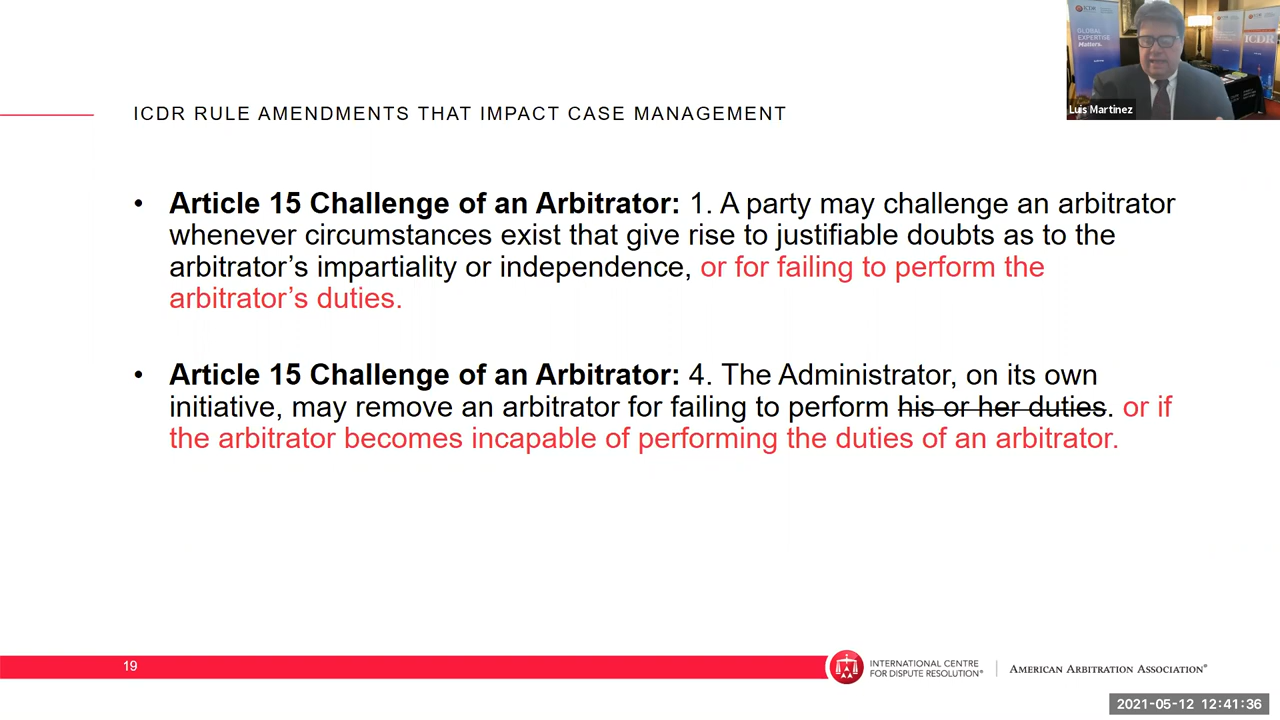 GLOBAL
EXPERTISE
Matters.
ICDR
Luis Martinez
ICDR RULE AMENDMENTS THAT IMPACT CASE MANAGEMENT
• Article 15 Challenge of an Arbitrator: 1. A party may challenge an arbitrator
whenever circumstances exist that give rise to justifiable doubts as to the
arbitrator’s impartiality or independence, or for failing to perform the
arbitrator’s duties.
• Article 15 Challenge of an Arbitrator: 4. The Administrator, on its own
initiative, may remove an arbitrator for failing to perform his or her duties. or if
the arbitrator becomes incapable of performing the duties of an arbitrator.
19
INTERNATIONAL CENTRE
FOR DISPUTE RESOLUTION®
AMERICAN ARBITRATION ASSOCIATION®
2021-05-12 12:41:36